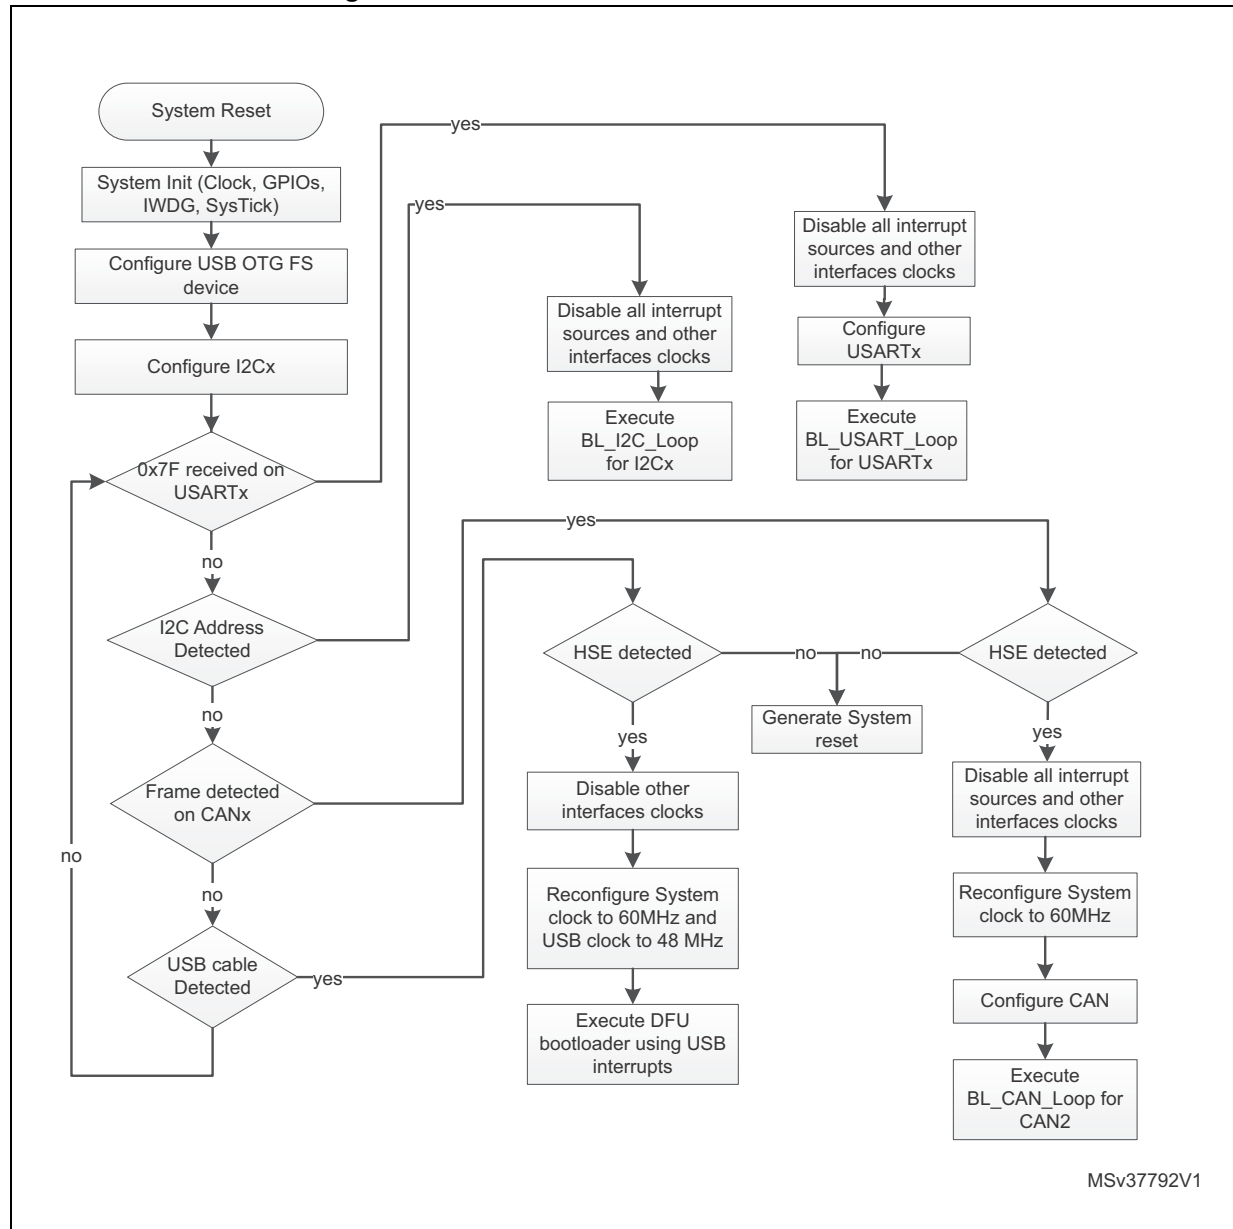 System Reset
System Init (Clock, GPIOs,
IWDG, SysTick)
Configure USB OTG FS
device
Configure I2Cx
0x7F received on
USARTx
no
I2C Address
Detected
no
Frame detected
on CANx
no
USB cable
Detected
no
yes
yes
Disable all interrupt
sources and other
interfaces clocks
Configure
USARTx
Execute
BL_USART_Loop
for USARTx
yes
Disable all interrupt
sources and other
interfaces clocks
Execute
BL_I2C_Loop
for I2Cx
yes
HSE detected
no
no
HSE detected
Generate System
reset
yes
Disable other
interfaces clocks
Reconfigure System
clock to 60MHz and
USB clock to 48 MHz
Execute DFU
bootloader using USB
interrupts
yes
Disable all interrupt
sources and other
interfaces clocks
Reconfigure System
clock to 60MHz
Configure CAN
Execute
BL_CAN_Loop for
CAN2
MSv37792V1